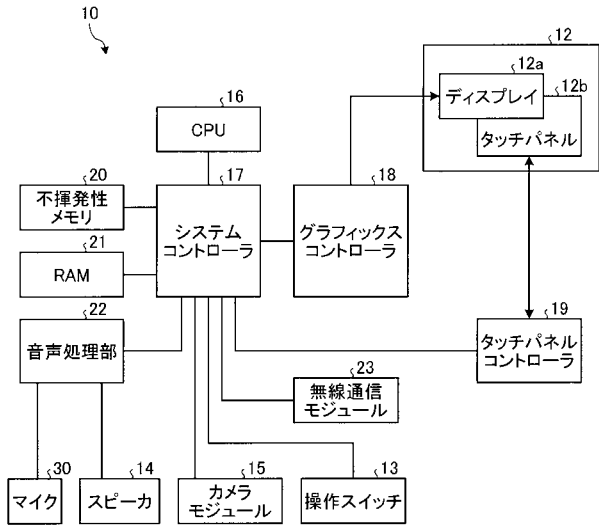 10
12
12a
ディスプレイ
12b
タッチパネル
16
CPU
17
システム
コントローラ
18
グラフィックス
コントローラ
20
不揮発性
メモリ
21
RAM
22
音声処理部
19
タッチパネル
コントローラ
23
無線通信
モジュール
30
マイク
14
スピーカ
15
カメラ
モジュール
13
操作スイッチ